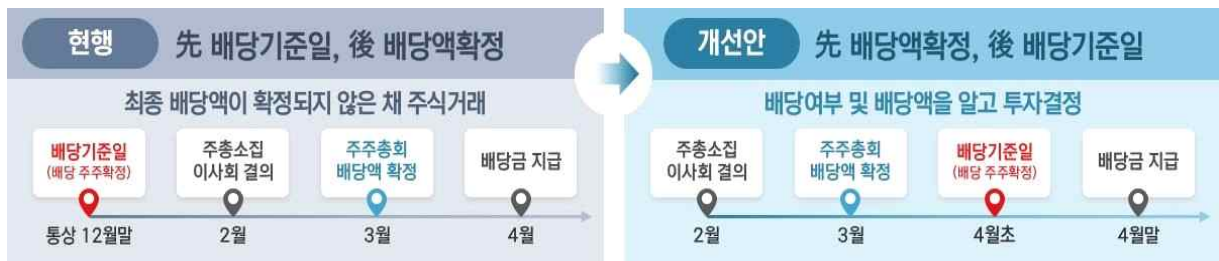 현행 先 배당기준일, 後 배당액확정
최종 배당액이 확정되지 않은 채 주식거래
배당기준일
(배당 주주확정)
주총소집
이사회 결의
주주총회
배당액 확정
배당금 지급
통상 12월말
2월
3월
4월
개선안 先 배당액확정, 後 배당기준일
배당여부 및 배당액을 알고 투자결정
주총소집
이사회 결의
주주총회
배당액 확정
배당기준일
(배당 주주확정)
배당금 지급
2월
3월
4월초
4월말